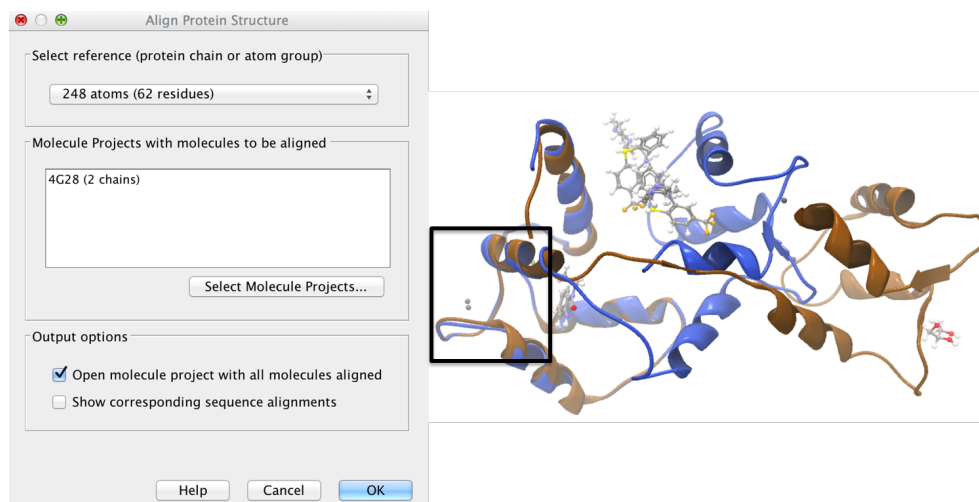 Align Protein Structure
Select reference (protein chain or atom group)
248 atoms (62 residues)
Molecule Projects with molecules to be aligned
4G28 (2 chains)
Select Molecule Projects...
Output options
Open molecule project with all molecules aligned
Show corresponding sequence alignments
Help
Cancel
OK